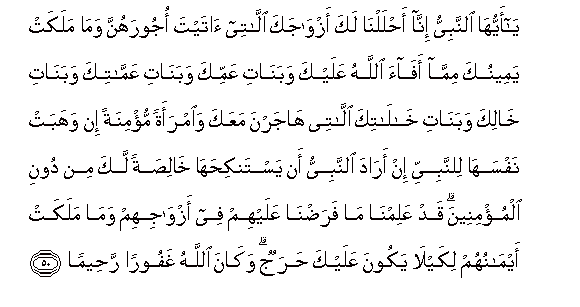 يَـٰٓأَيُّهَا ٱلنَّبِىُّ إِنَّآ أَحْلَلْنَا لَكَ أَزْوَٰجَكَ ٱلَّـٰتِىٓ ءَاتَيْتَ أُجُورَهُنَّ وَمَا مَلَكَتْ
يَمِينُكَ مِمَّآ أَفَآءَ ٱللَّهُ عَلَيْكَ وَبَنَاتِ عَمِّكَ وَبَنَاتِ عَمَّـٰتِكَ وَبَنَاتِ
خَالِكَ وَبَنَاتِ خَـٰلَـٰتِكَ ٱلَّـٰتِى هَاجَرْنَ مَعَكَ وَٱمْرَأَةً مُّؤْمِنَةً إِن وَهَبَتْ
نَفْسَهَا لِلنَّبِىِّ إِنْ أَرَادَ ٱلنَّبِىُّ أَن يَسْتَنكِحَهَا خَالِصَةً لَّكَ مِن دُونِ
ٱلْمُؤْمِنِينَ ۗ قَدْ عَلِمْنَا مَا فَرَضْنَا عَلَيْهِمْ فِىٓ أَزْوَٰجِهِمْ وَمَا مَلَكَتْ
أَيْمَـٰنُهُمْ لِكَيْلَا يَكُونَ عَلَيْكَ حَرَجٌ ۗ وَكَانَ ٱللَّهُ غَفُورًا رَّحِيمًا ٥٠